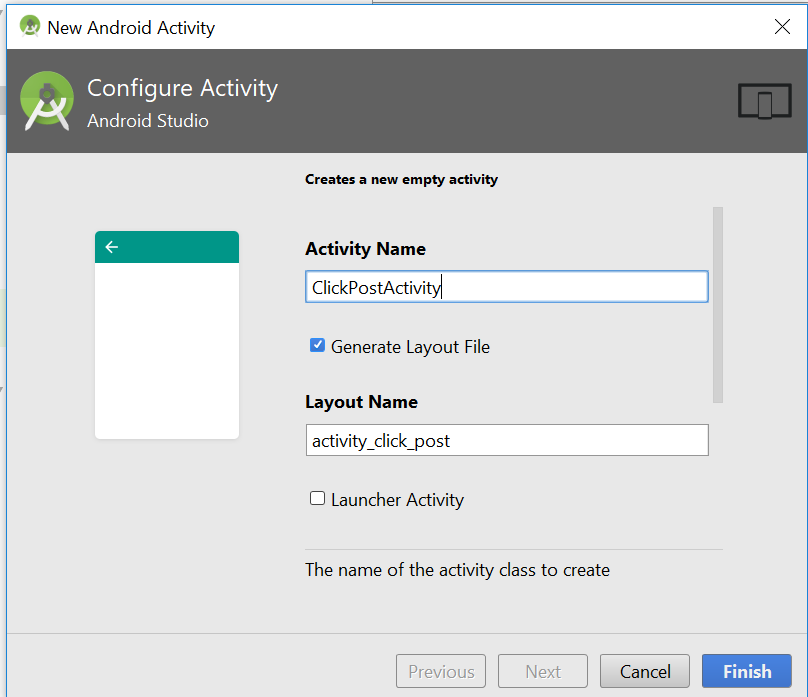 New Android Activity
Configure Activity
Android Studio
Creates a new empty activity
Activity Name
ClickPostActivity
Generate Layout File
Layout Name
activity_click_post
Launcher Activity
The name of the activity class to create
Previous
Next
Cancel
Finish